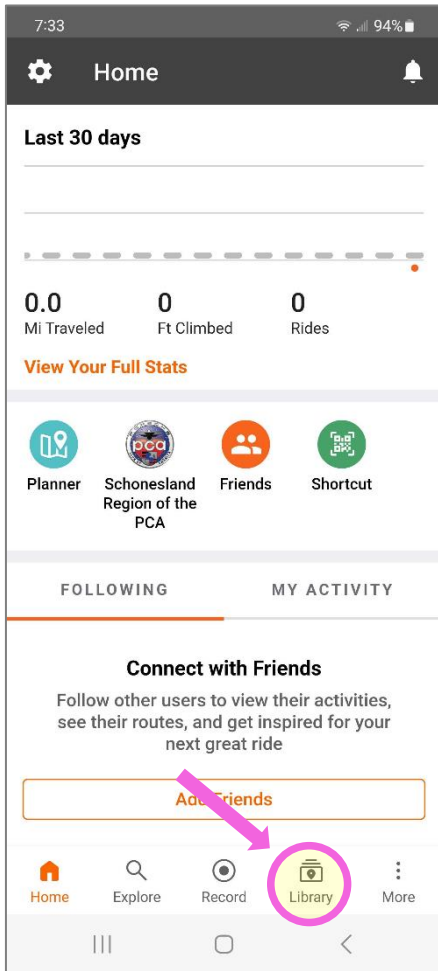 7:33 94%
Home
Last 30 days
0.0 0 0
Mi Traveled Ft Climbed Rides
View Your Full Stats
pca
Planner Schonesland Friends Shortcut
Region of the
PCA
FOLLOWING MY ACTIVITY
Connect with Friends
Follow other users to view their activities,
see their routes, and get inspired for your
next great ride
Add Friends
Home Explore Record Library More